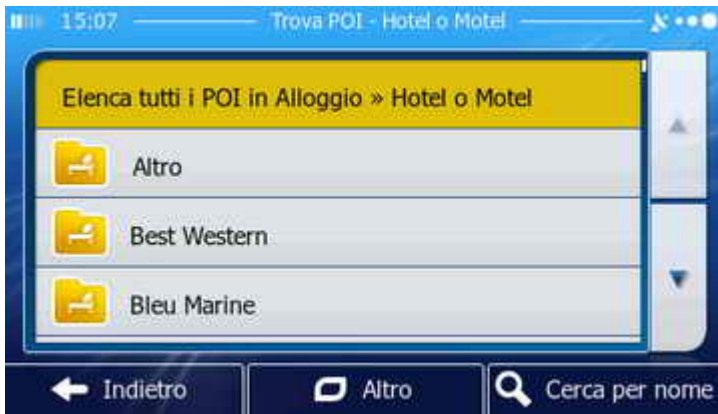 15:07 Trova POI - Hotel o Motel
Elenca tutti i POI in Alloggio » Hotel o Motel
Altro
Best Western
Bleu Marine
Indietro Altro Cerca per nome